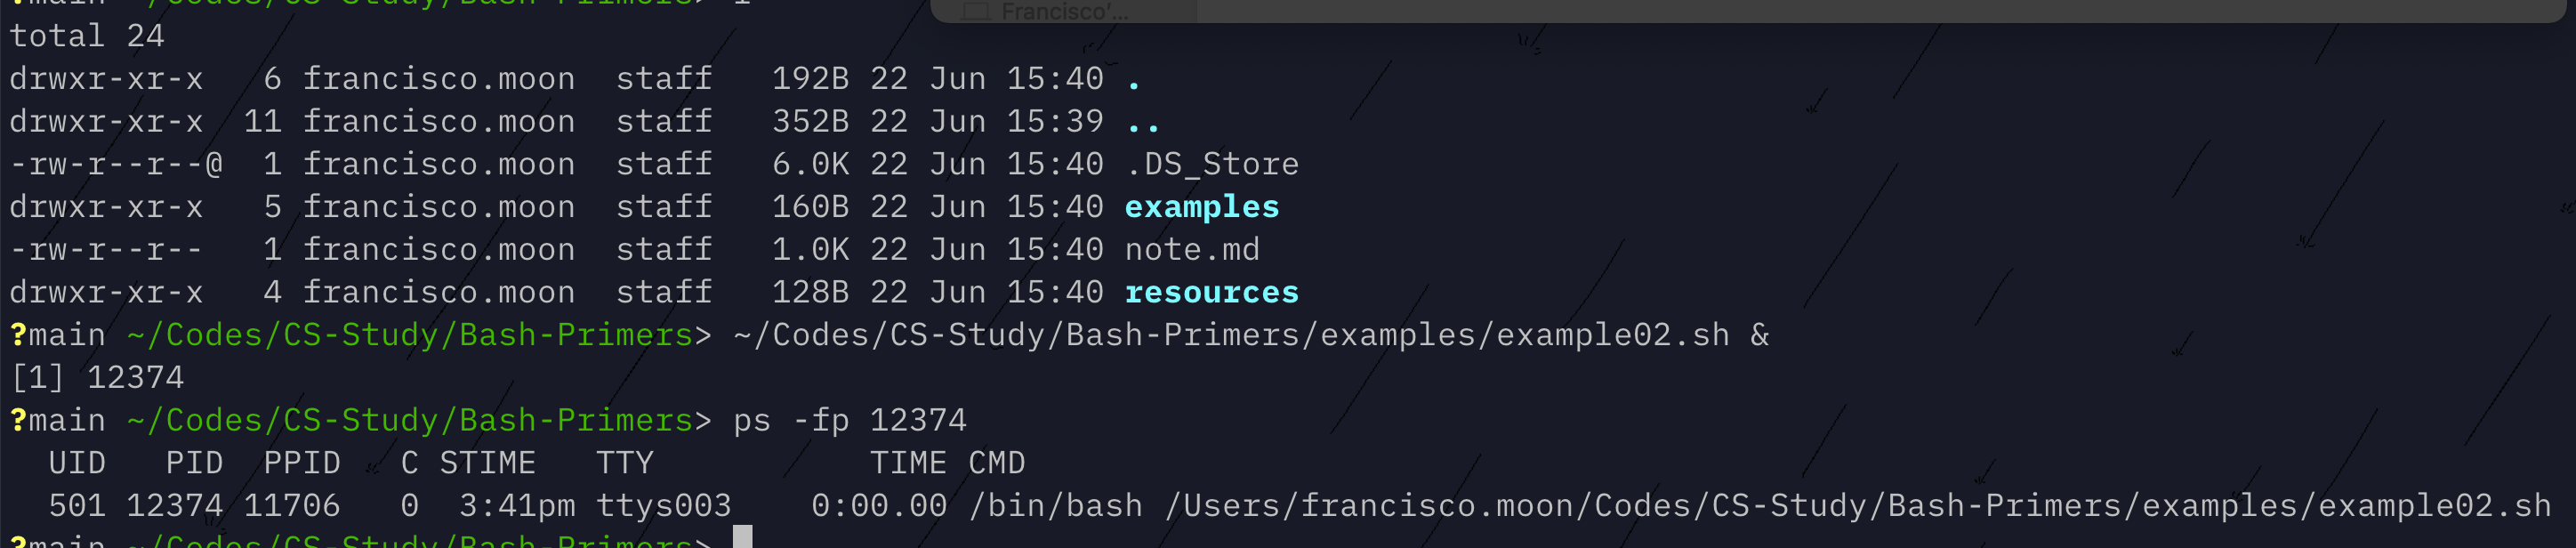 ?main ~/Codes/CS-Study/Bash-Primers> l
Francisco’...
total 24
drwxr-xr-x   6 francisco.moon  staff   192B 22 Jun 15:40 .
drwxr-xr-x  11 francisco.moon  staff   352B 22 Jun 15:39 ..
-rw-r--r--@  1 francisco.moon  staff   6.0K 22 Jun 15:40 .DS_Store
drwxr-xr-x   5 francisco.moon  staff   160B 22 Jun 15:40 examples
-rw-r--r--   1 francisco.moon  staff   1.0K 22 Jun 15:40 note.md
drwxr-xr-x   4 francisco.moon  staff   128B 22 Jun 15:40 resources
?main ~/Codes/CS-Study/Bash-Primers> ~/Codes/CS-Study/Bash-Primers/examples/example02.sh &
[1] 12374
?main ~/Codes/CS-Study/Bash-Primers> ps -fp 12374
  UID   PID  PPID   C STIME   TTY           TIME CMD
  501 12374 11706   0  3:41pm ttys003    0:00.00 /bin/bash /Users/francisco.moon/Codes/CS-Study/Bash-Primers/examples/example02.sh
?main ~/Codes/CS-Study/Bash-Primers>